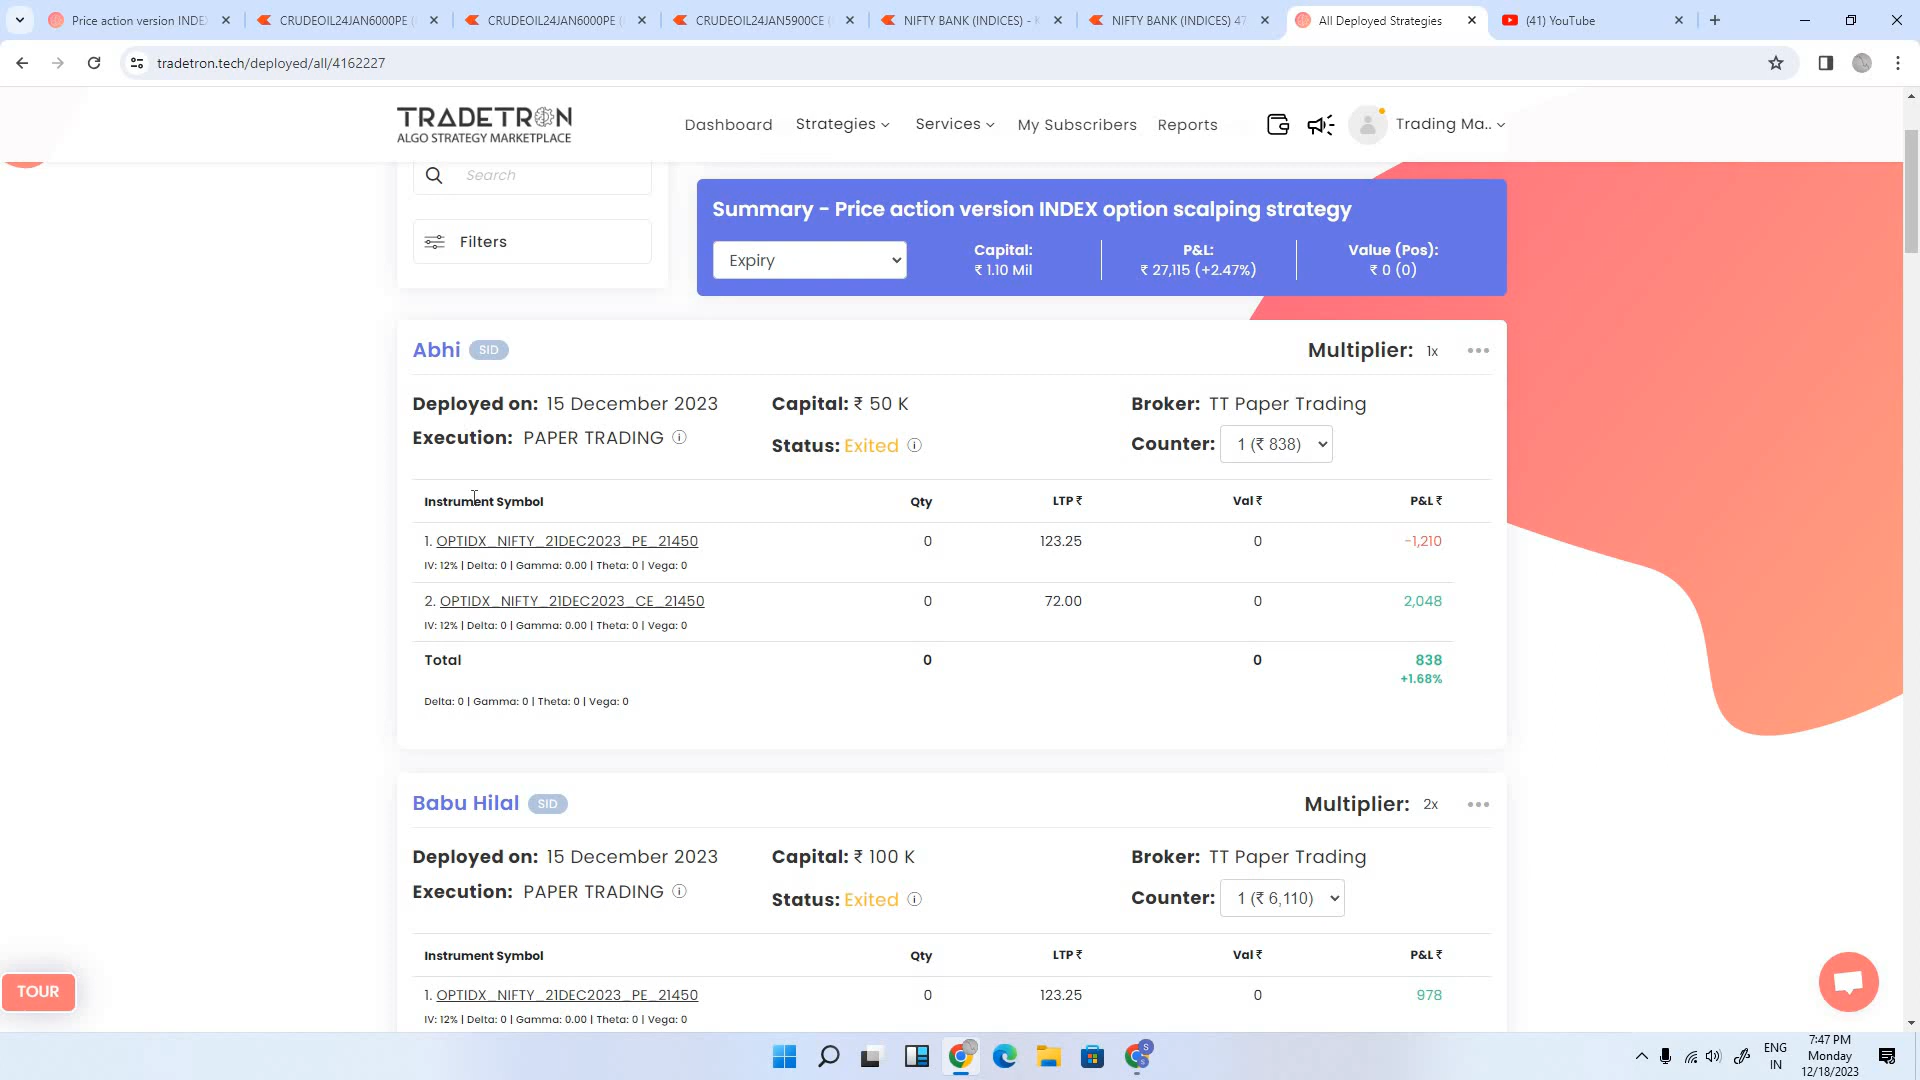 Price action version INDEX
CRUDEOIL24JAN6000PE (
CRUDEOIL24JAN6000PE (
CRUDEOIL24JAN5900CE (
NIFTY BANK (INDICES) - K
NIFTY BANK (INDICES) 47
All Deployed Strategies
(41) YouTube
tradetron.tech/deployed/all/4162227
TRADETRON
ALGO STRATEGY MARKETPLACE
Dashboard
Strategies
Services
My Subscribers
Reports
Trading Ma..
Search
Filters
Summary - Price action version INDEX option scalping strategy
Expiry
Capital:
₹ 1.10 Mil
P&L:
₹ 27,115 (+2.47%)
Value (Pos):
₹ 0 (0)
Abhi SID
Multiplier: 1x
Deployed on: 15 December 2023
Capital: ₹ 50 K
Broker: TT Paper Trading
Execution: PAPER TRADING
Status: Exited
Counter: 1 (₹ 838)
Instrument Symbol Qty LTP ₹ Val ₹ P&L ₹
1. OPTIDX_NIFTY_21DEC2023_PE_21450 0 123.25 0 -1,210
IV: 12% | Delta: 0 | Gamma: 0.00 | Theta: 0 | Vega: 0
2. OPTIDX_NIFTY_21DEC2023_CE_21450 0 72.00 0 2,048
IV: 12% | Delta: 0 | Gamma: 0.00 | Theta: 0 | Vega: 0
Total 0 0 838
+1.68%
Delta: 0 | Gamma: 0 | Theta: 0 | Vega: 0
Babu Hilal SID
Multiplier: 2x
Deployed on: 15 December 2023
Capital: ₹ 100 K
Broker: TT Paper Trading
Execution: PAPER TRADING
Status: Exited
Counter: 1 (₹ 6,110)
Instrument Symbol Qty LTP ₹ Val ₹ P&L ₹
1. OPTIDX_NIFTY_21DEC2023_PE_21450 0 123.25 0 978
IV: 12% | Delta: 0 | Gamma: 0.00 | Theta: 0 | Vega: 0
TOUR
S
ENG
IN
7:47 PM
Monday
12/18/2023